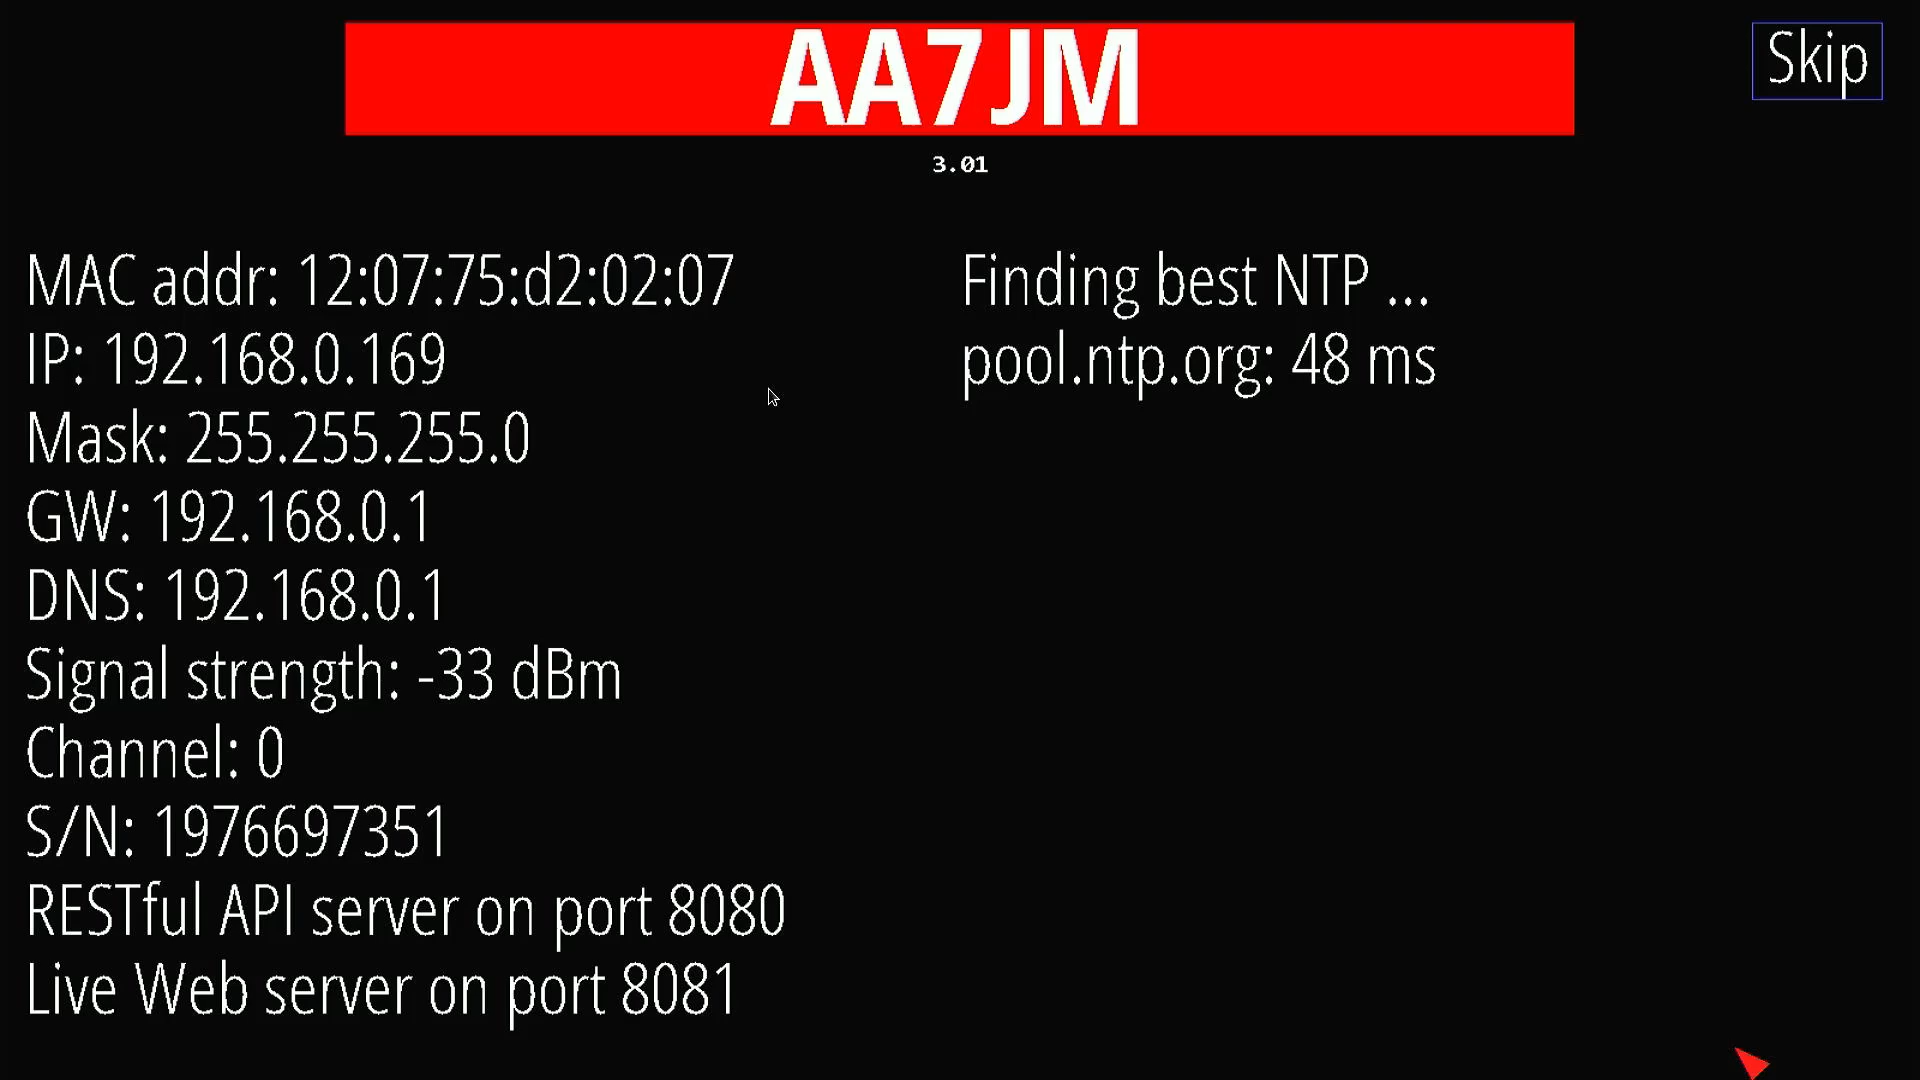 AA7JM
Skip
3.01
MAC addr: 12:07:75:d2:02:07
IP: 192.168.0.169
Mask: 255.255.255.0
GW: 192.168.0.1
DNS: 192.168.0.1
Signal strength: -33 dBm
Channel: 0
S/N: 1976697351
RESTful API server on port 8080
Live Web server on port 8081
Finding best NTP ...
pool.ntp.org: 48 ms